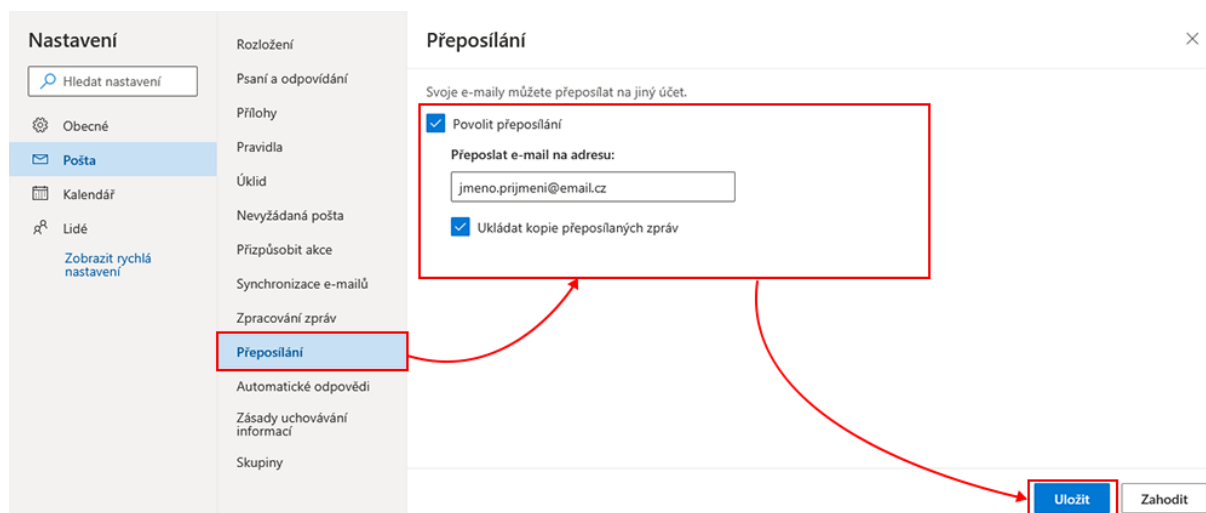 Nastavení
Hledat nastavení
Obecné
Pošta
Kalendář
Lidé
Zobrazit rychlá
nastavení
Rozložení
Psaní a odpovídání
Přílohy
Pravidla
Úklid
Nevyžádaná pošta
Přizpůsobit akce
Synchronizace e-mailů
Zpracování zpráv
Přeposílání
Automatické odpovědi
Zásady uchovávání
informací
Skupiny
Přeposílání
Svoje e-maily můžete přeposílat na jiný účet.
Povolit přeposílání
Přeposlat e-mail na adresu:
jmeno.prijmeni@email.cz
Ukládat kopie přeposílaných zpráv
Uložit
Zahodit